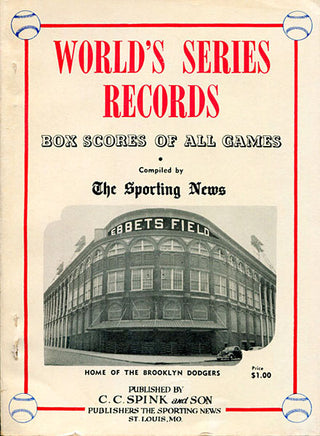 WORLD'S SERIES
RECORDS
BOX SCORES OF ALL GAMES
•
Compiled by
The Sporting News
EBBETS FIELD
HOME OF THE BROOKLYN DODGERS
Price
$1.00
PUBLISHED BY
C. C. SPINK and SON
PUBLISHERS THE SPORTING NEWS
ST. LOUIS, MO.